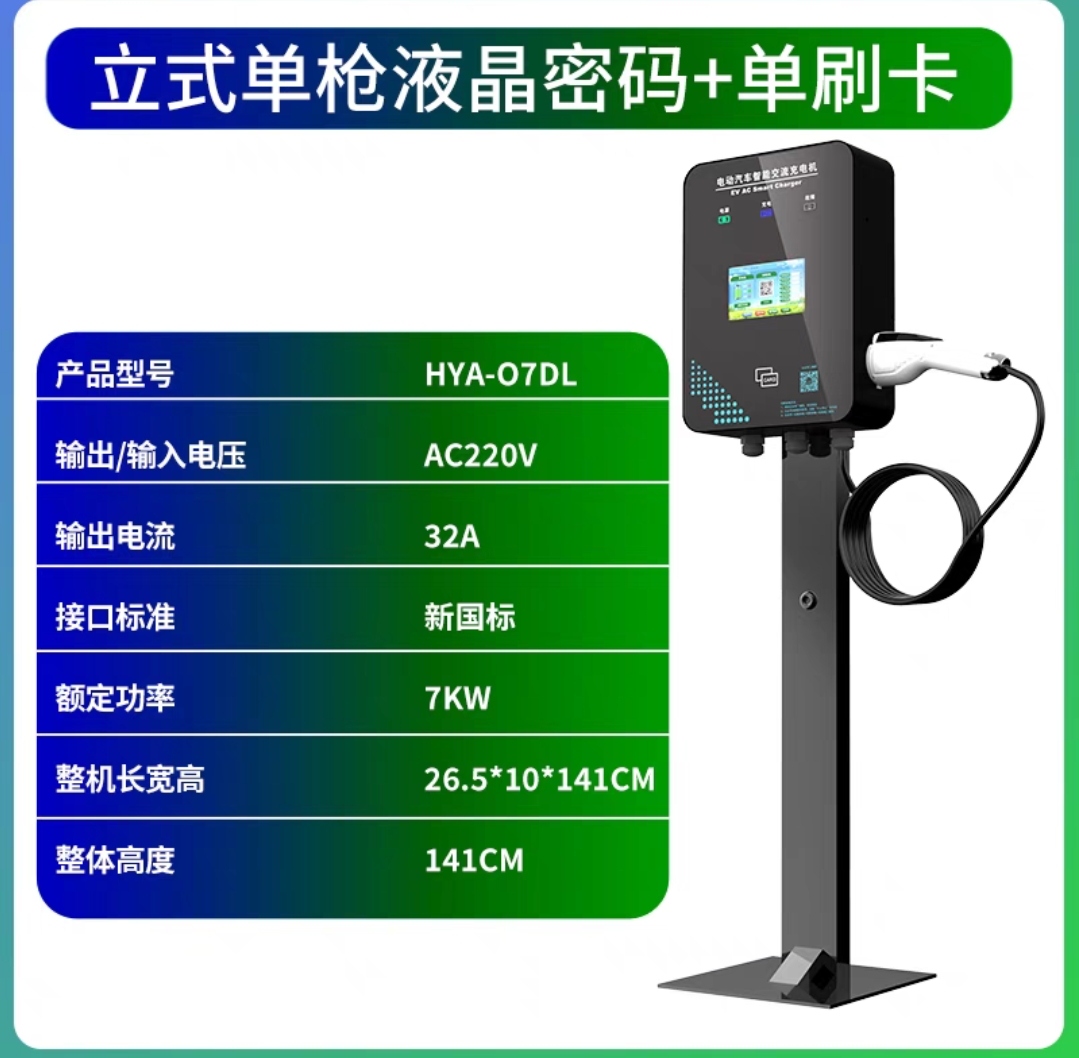 立式单枪液晶密码+单刷卡
电动汽车智能交流充电机
EV AC Smart Charger
电源 充电 故障
CARD
产品型号 HYA-O7DL
输出/输入电压 AC220V
输出电流 32A
接口标准 新国标
额定功率 7KW
整机长宽高 26.5*10*141CM
整体高度 141CM